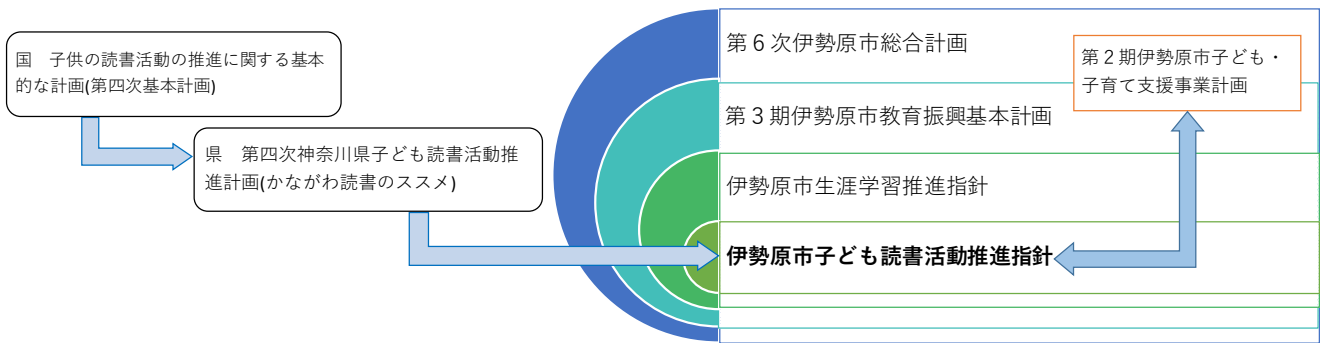 国　子供の読書活動の推進に関する基本
的な計画(第四次基本計画)
県　第四次神奈川県子ども読書活動推
進計画(かながわ読書のススメ)
第６次伊勢原市総合計画
第３期伊勢原市教育振興基本計画
伊勢原市生涯学習推進指針
伊勢原市子ども読書活動推進指針
第２期伊勢原市子ども・
子育て支援事業計画